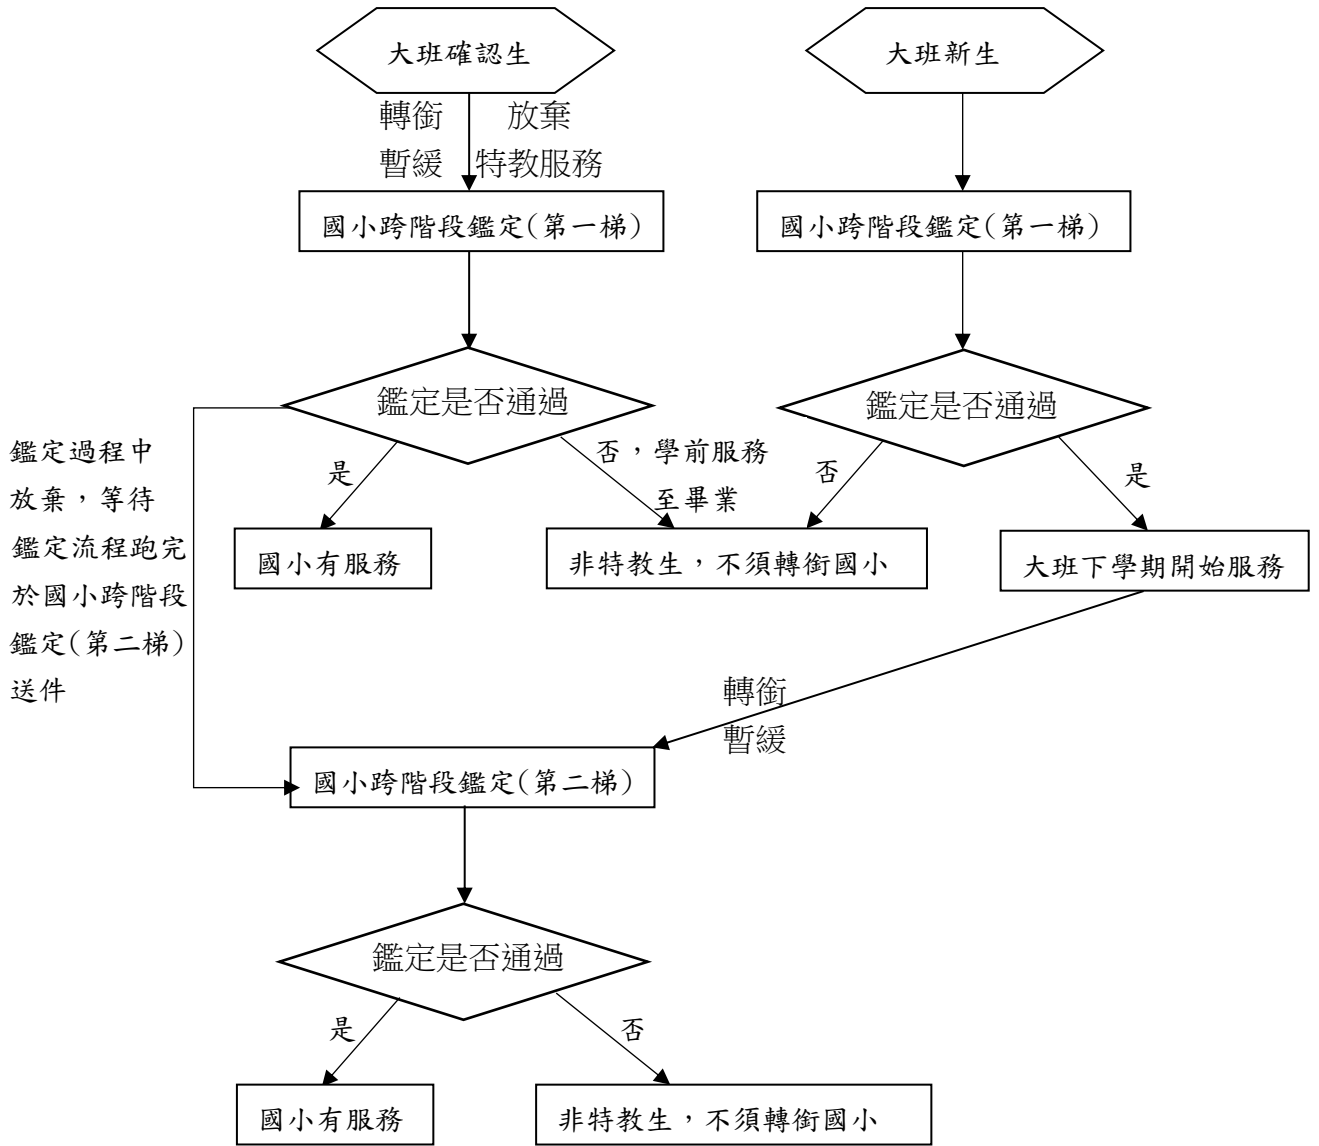 大班確認生
大班新生
轉銜
暫緩
放棄
特教服務
國小跨階段鑑定(第一梯)
國小跨階段鑑定(第一梯)
鑑定是否通過
鑑定是否通過
鑑定過程中
放棄，等待
鑑定流程跑完
於國小跨階段
鑑定(第二梯)
送件
是
否，學前服務
至畢業
否
是
國小有服務
非特教生，不須轉銜國小
大班下學期開始服務
轉銜
暫緩
國小跨階段鑑定(第二梯)
鑑定是否通過
是
否
國小有服務
非特教生，不須轉銜國小